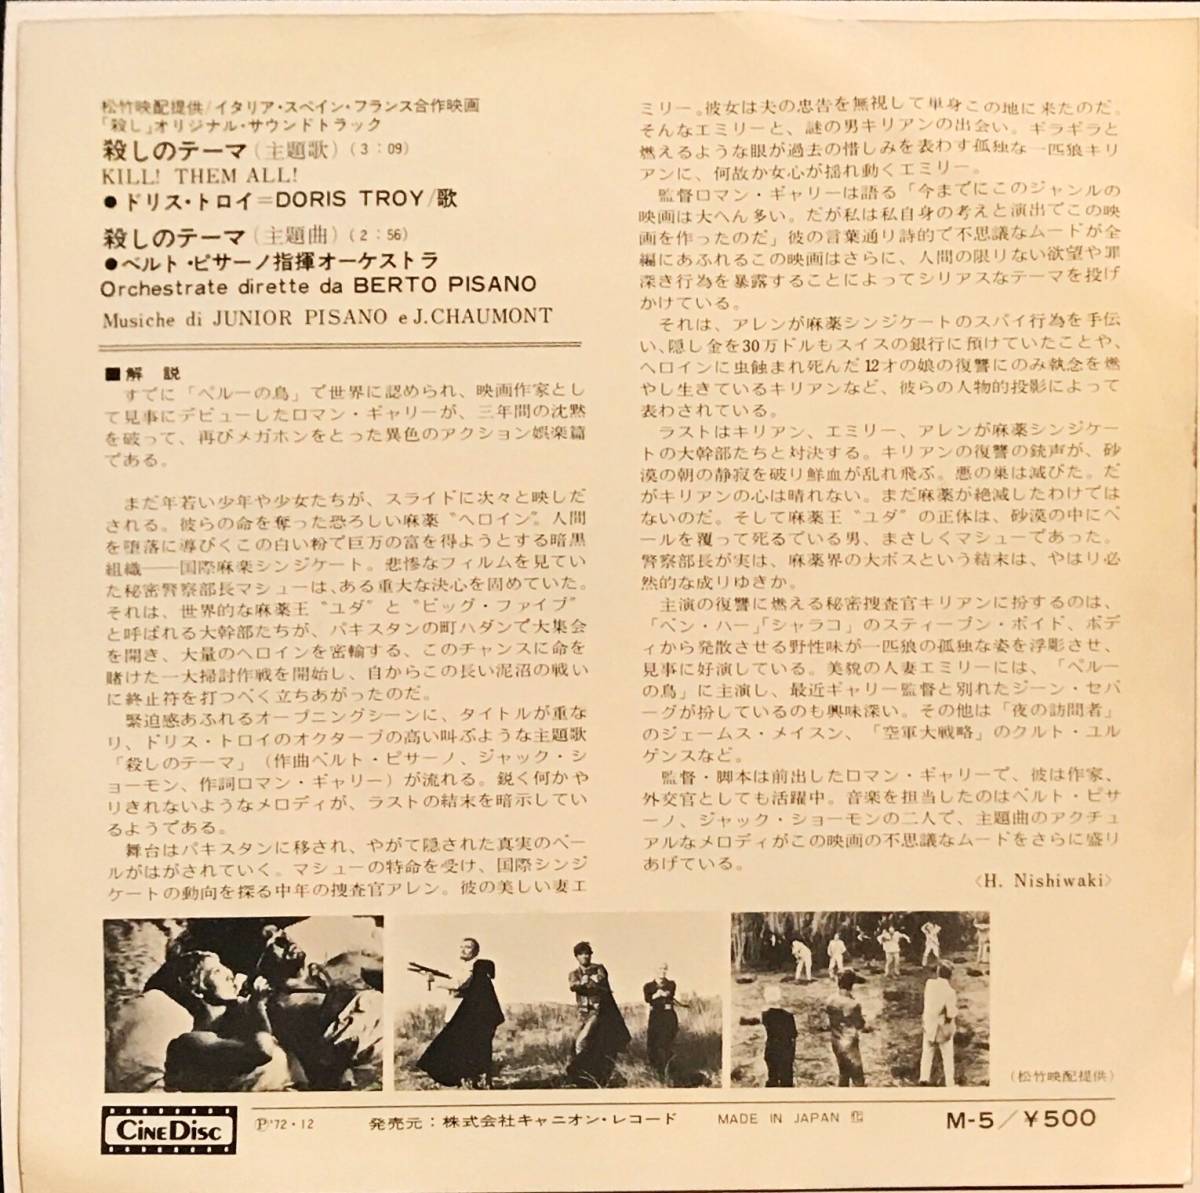 松竹映配提供/イタリア・スペイン・フランス合作映画
「殺し」オリジナル・サウンドトラック
殺しのテーマ(主題歌)(3:09)
KILL! THEM ALL!
●ドリス・トロイ=DORIS TROY/歌
殺しのテーマ(主題曲)(2:56)
●ベルト・ピサーノ指揮オーケストラ
Orchestrate dirette da BERTO PISANO
Musiche di JUNIOR PISANO e J.CHAUMONT
■解説
すでに「ペルーの鳥」で世界に認められ、映画作家とし
て見事にデビューしたロマン・ギャリーが、三年間の沈黙
を破って、再びメガホンをとった異色のアクション娯楽篇
である。
まだ年若い少年や少女たちが、スライドに次々と映しだ
される。彼らの命を奪った恐ろしい麻薬〝ヘロイン〟。人間
を堕落に導びくこの白い粉で巨万の富を得ようとする暗黒
組織――国際麻楽シンジケート。悲惨なフィルムを見てい
た秘密警察部長マシューは、ある重大な決心を固めていた。
それは、世界的な麻薬王〝ユダ〟と〝ビッグ・ファイブ〟
と呼ばれる大幹部たちが、パキスタンの町ハダンで大集会
を開き、大量のヘロインを密輸する、このチャンスに命を
賭けた一大掃討作戦を開始し、自からこの長い泥沼の戦い
に終止符を打つべく立ちあがったのだ。
緊迫感あふれるオープニングシーンに、タイトルが重な
り、ドリス・トロイのオクターブの高い叫ぶような主題歌
「殺しのテーマ」(作曲ベルト・ピサーノ、ジャック・シ
ョーモン、作詞ロマン・ギャリー)が流れる。鋭く何かや
りきれないようなメロディが、ラストの結末を暗示してい
るようである。
舞台はパキスタンに移され、やがて隠された真実のベー
ルがはがされていく。マシューの特命を受け、国際シンジ
ケートの動向を探る中年の捜査官アレン。彼の美しい妻エ
ミリー。彼女は夫の忠告を無視して単身この地に来たのだ。
そんなエミリーと、謎の男キリアンの出会い。ギラギラと
燃えるような眼が過去の惜しみを表わす孤独な一匹狼キリ
アンに、何故か女心が揺れ動くエミリー。
監督ロマン・ギャリーは語る「今までにこのジャンルの
映画は大へん多い。だが私は私自身の考えと演出でこの映
画を作ったのだ」彼の言葉通り詩的で不思議なムードが全
編にあふれるこの映画はさらに、人間の限りない欲望や罪
深き行為を暴露することによってシリアスなテーマを投げ
かけている。
それは、アレンが麻薬シンジケートのスパイ行為を手伝
い、隠し金を30万ドルもスイスの銀行に預けていたことや、
ヘロインに虫蝕まれ死んだ12才の娘の復讐にのみ執念を燃
やし生きているキリアンなど、彼らの人物的投影によって
表わされている。
ラストはキリアン、エミリー、アレンが麻薬シンジケー
トの大幹部たちと対決する。キリアンの復讐の銃声が、砂
漠の朝の静寂を破り鮮血が乱れ飛ぶ。悪の巣は滅びた。だ
がキリアンの心は晴れない。まだ麻薬が絶滅したわけでは
ないのだ。そして麻薬王〝ユダ〟の正体は、砂漠の中にベ
ールを覆って死るでいる男、まさしくマシューであった。
警察部長が実は、麻薬界の大ボスという結末は、やはり必
然的な成りゆきか。
主演の復讐に燃える秘密捜査官キリアンに扮するのは、
「ベン・ハー」「シャラコ」のスティーブン・ボイド、ボデ
ィから発散させる野性味が一匹狼の孤独な姿を浮彫させ、
見事に好演している。美貌の人妻エミリーには、「ペルー
の鳥」に主演し、最近ギャリー監督と別れたジーン・セバ
ーグが扮しているのも興味深い。その他は「夜の訪問者」
のジェームス・メイスン、「空軍大戦略」のクルト・ユル
ゲンスなど。
監督・脚本は前出したロマン・ギャリーで、彼は作家、
外交官としても活躍中。音楽を担当したのはベルト・ピサ
ーノ、ジャック・ショーモンの二人で、主題曲のアクチュ
アルなメロディがこの映画の不思議なムードをさらに盛り
あげている。
〈H. Nishiwaki〉
(松竹映配提供)
CINEDISC
Ⓟ'72・12
発売元:株式会社キャニオン・レコード
MADE IN JAPAN
M-5/¥500